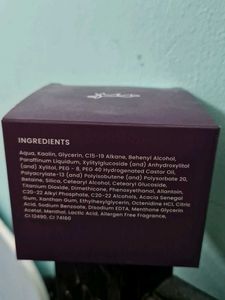 INGREDIENTS
Aqua, Kaolin, Glycerin, C15-19 Alkane, Behenyl Alcohol,
Paraffinum Liquidum, Xylitylglucoside (and) Anhydroxylitol
(and) Xylitol, PEG - 8, PEG 40 Hydrogenated Castor Oil,
Polyacrylate-13 (and) Polyisobutene (and) Polysorbate 20,
Betaine, Silica, Cetearyl Alcohol, Cetearyl Glucoside,
Titanium Dioxide, Dimethicone, Phenoxyethanol, Allantoin,
C20-22 Alkyl Phosphate, C20-22 Alcohols, Acacia Senegal
Gum, Xanthan Gum, Ethylhexylglycerin, Octenidine HCl, Citric
Acid, Sodium Benzoate, Disodium EDTA, Menthone Glycerin
Acetal, Menthol, Lactic Acid, Allergen Free Fragrance,
CI 12490, CI 74160